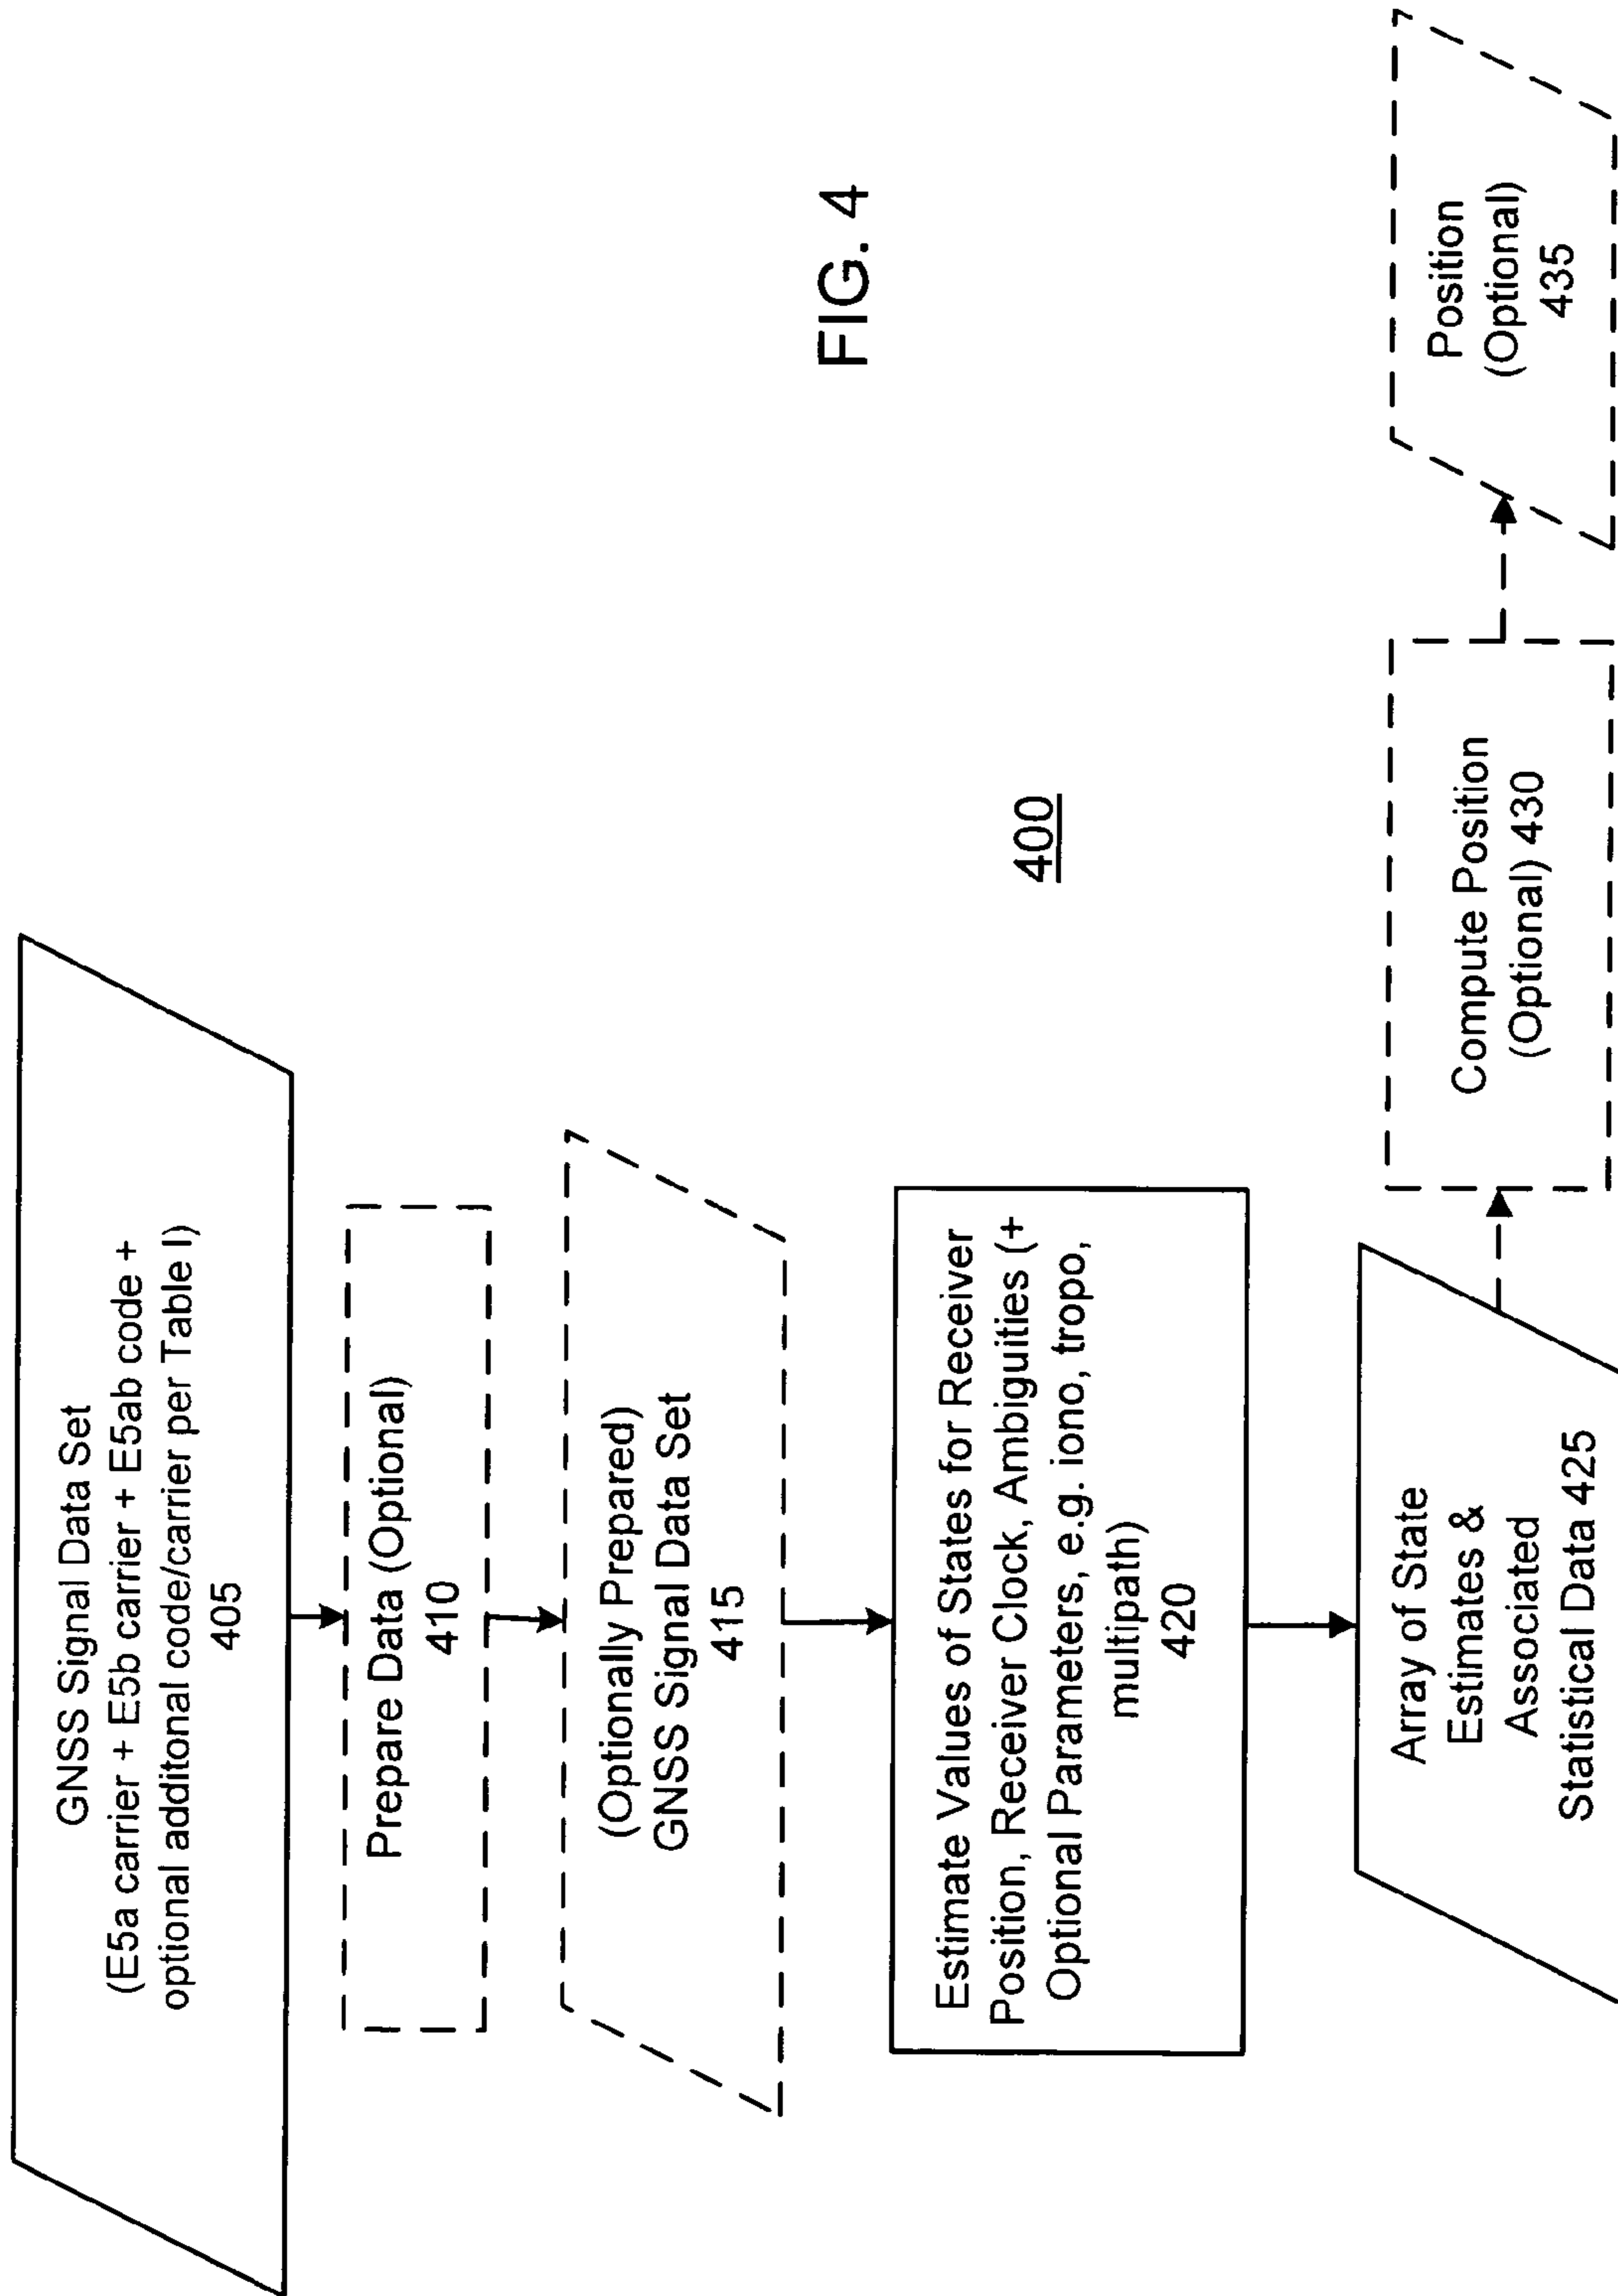 GNSS Signal Data Set
(E5a carrier + E5b carrier + E5ab code +
optional additonal code/carrier per Table I)
405
Prepare Data (Optional)
410
(Optionally Prepared)
GNSS Signal Data Set
415
Estimate Values of States for Receiver
Position, Receiver Clock, Ambiguities (+
Optional Parameters, e.g. iono, tropo,
multipath)
420
Array of State
Estimates &
Associated
Statistical Data 425
Compute Position
(Optional) 430
Position
(Optional)
435
400
FIG. 4